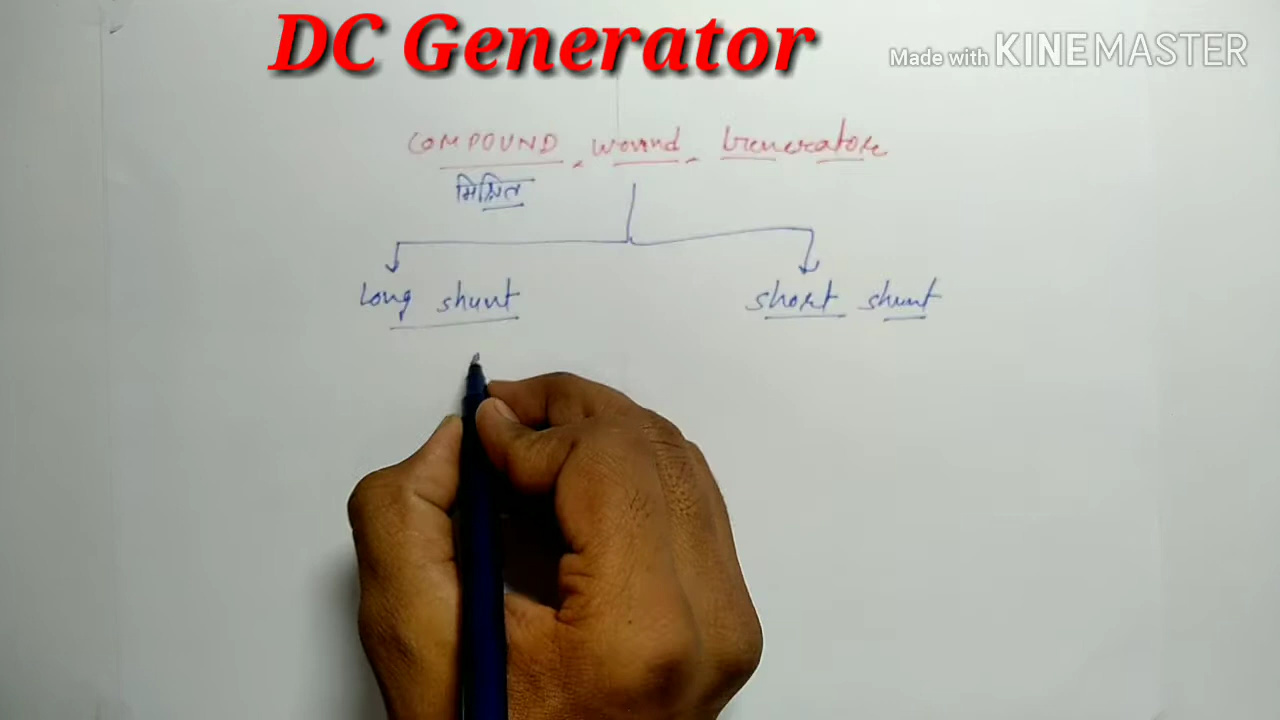 DC Generator
Made with KINEMASTER
COMPOUND wound Generator
मिश्रित
Long shunt
short shunt